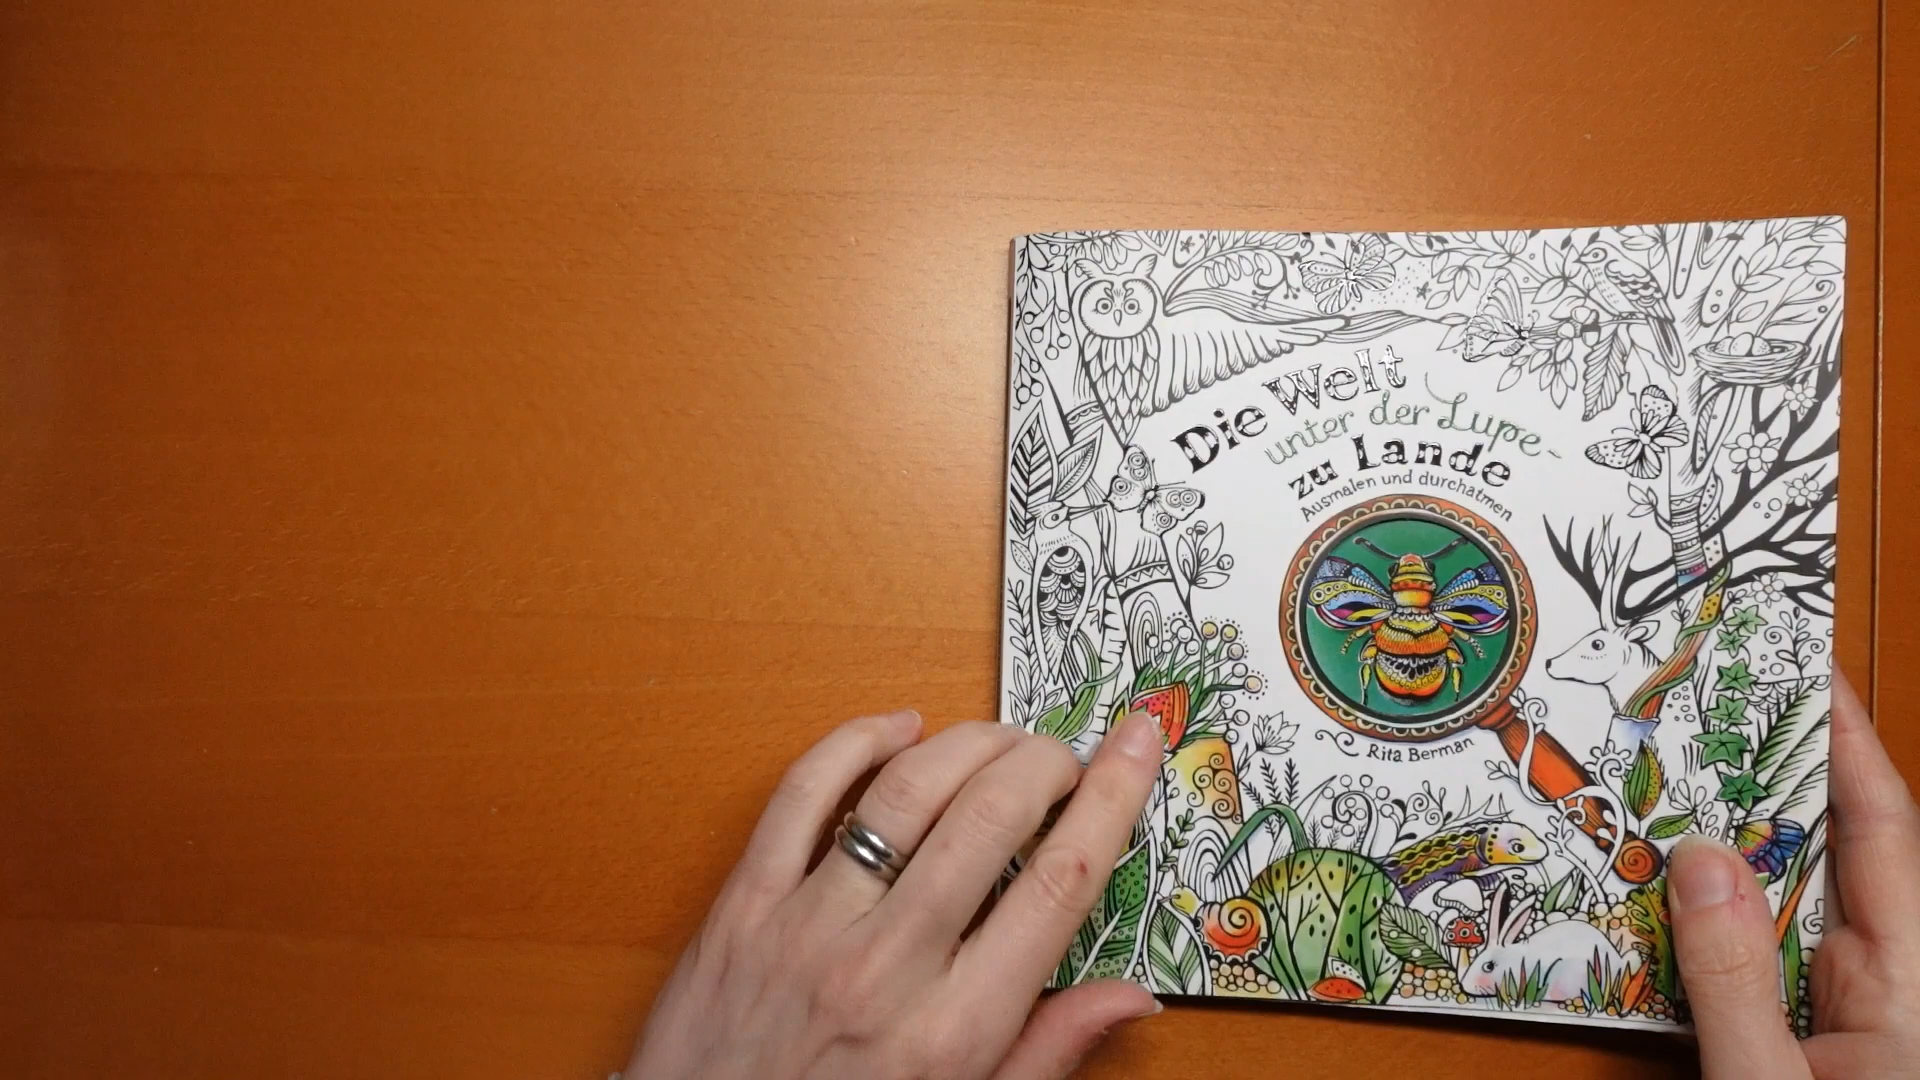 Die Welt
unter der Lupe-
zu Lande
Ausmalen und durchatmen
Rita Berman